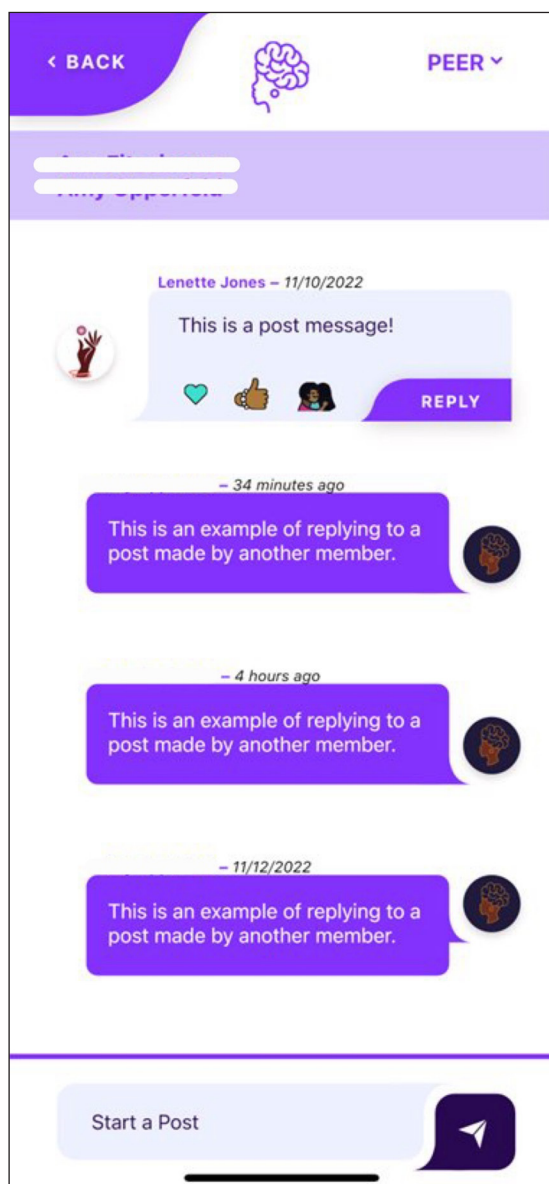 < BACK
PEER
Lenette Jones – 11/10/2022
This is a post message!
REPLY
– 34 minutes ago
This is an example of replying to a
post made by another member.
– 4 hours ago
This is an example of replying to a
post made by another member.
– 11/12/2022
This is an example of replying to a
post made by another member.
Start a Post